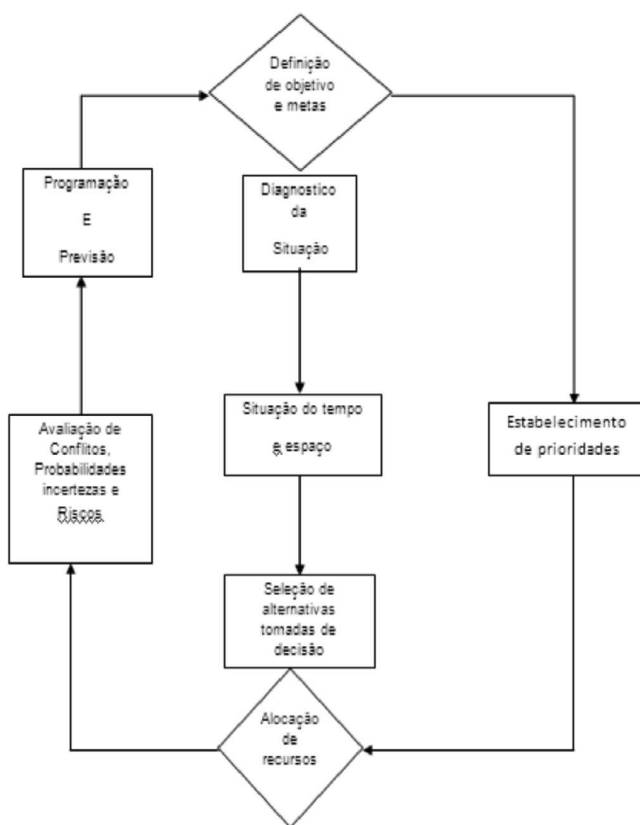 Definição
de objetivo
e metas
Programação
E
Previsão
Diagnostico
da
Situação
Avaliação de
Conflitos,
Probabilidades
incertezas e
Riscos
Situação do tempo
e espaço
Estabelecimento
de prioridades
Seleção de
alternativas
tomadas de
decisão
Alocação
de
recursos